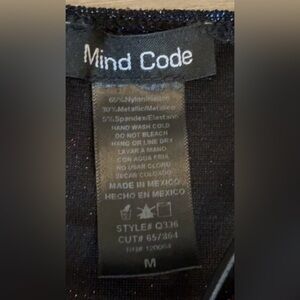 Mind Code
65%Nylon/Nailon
30%Metallic/Metalico
5%Spandex/Elastano
HAND WASH COLD
DO NOT BLEACH
HANG OR LINE DRY
LAVAR A MANO
CON AGUA FRIA
NO USAR CLORO
SECAR COLGADO
MADE IN MEXICO
HECHO EN MEXICO
STYLE# Q336
CUT# 657864
M